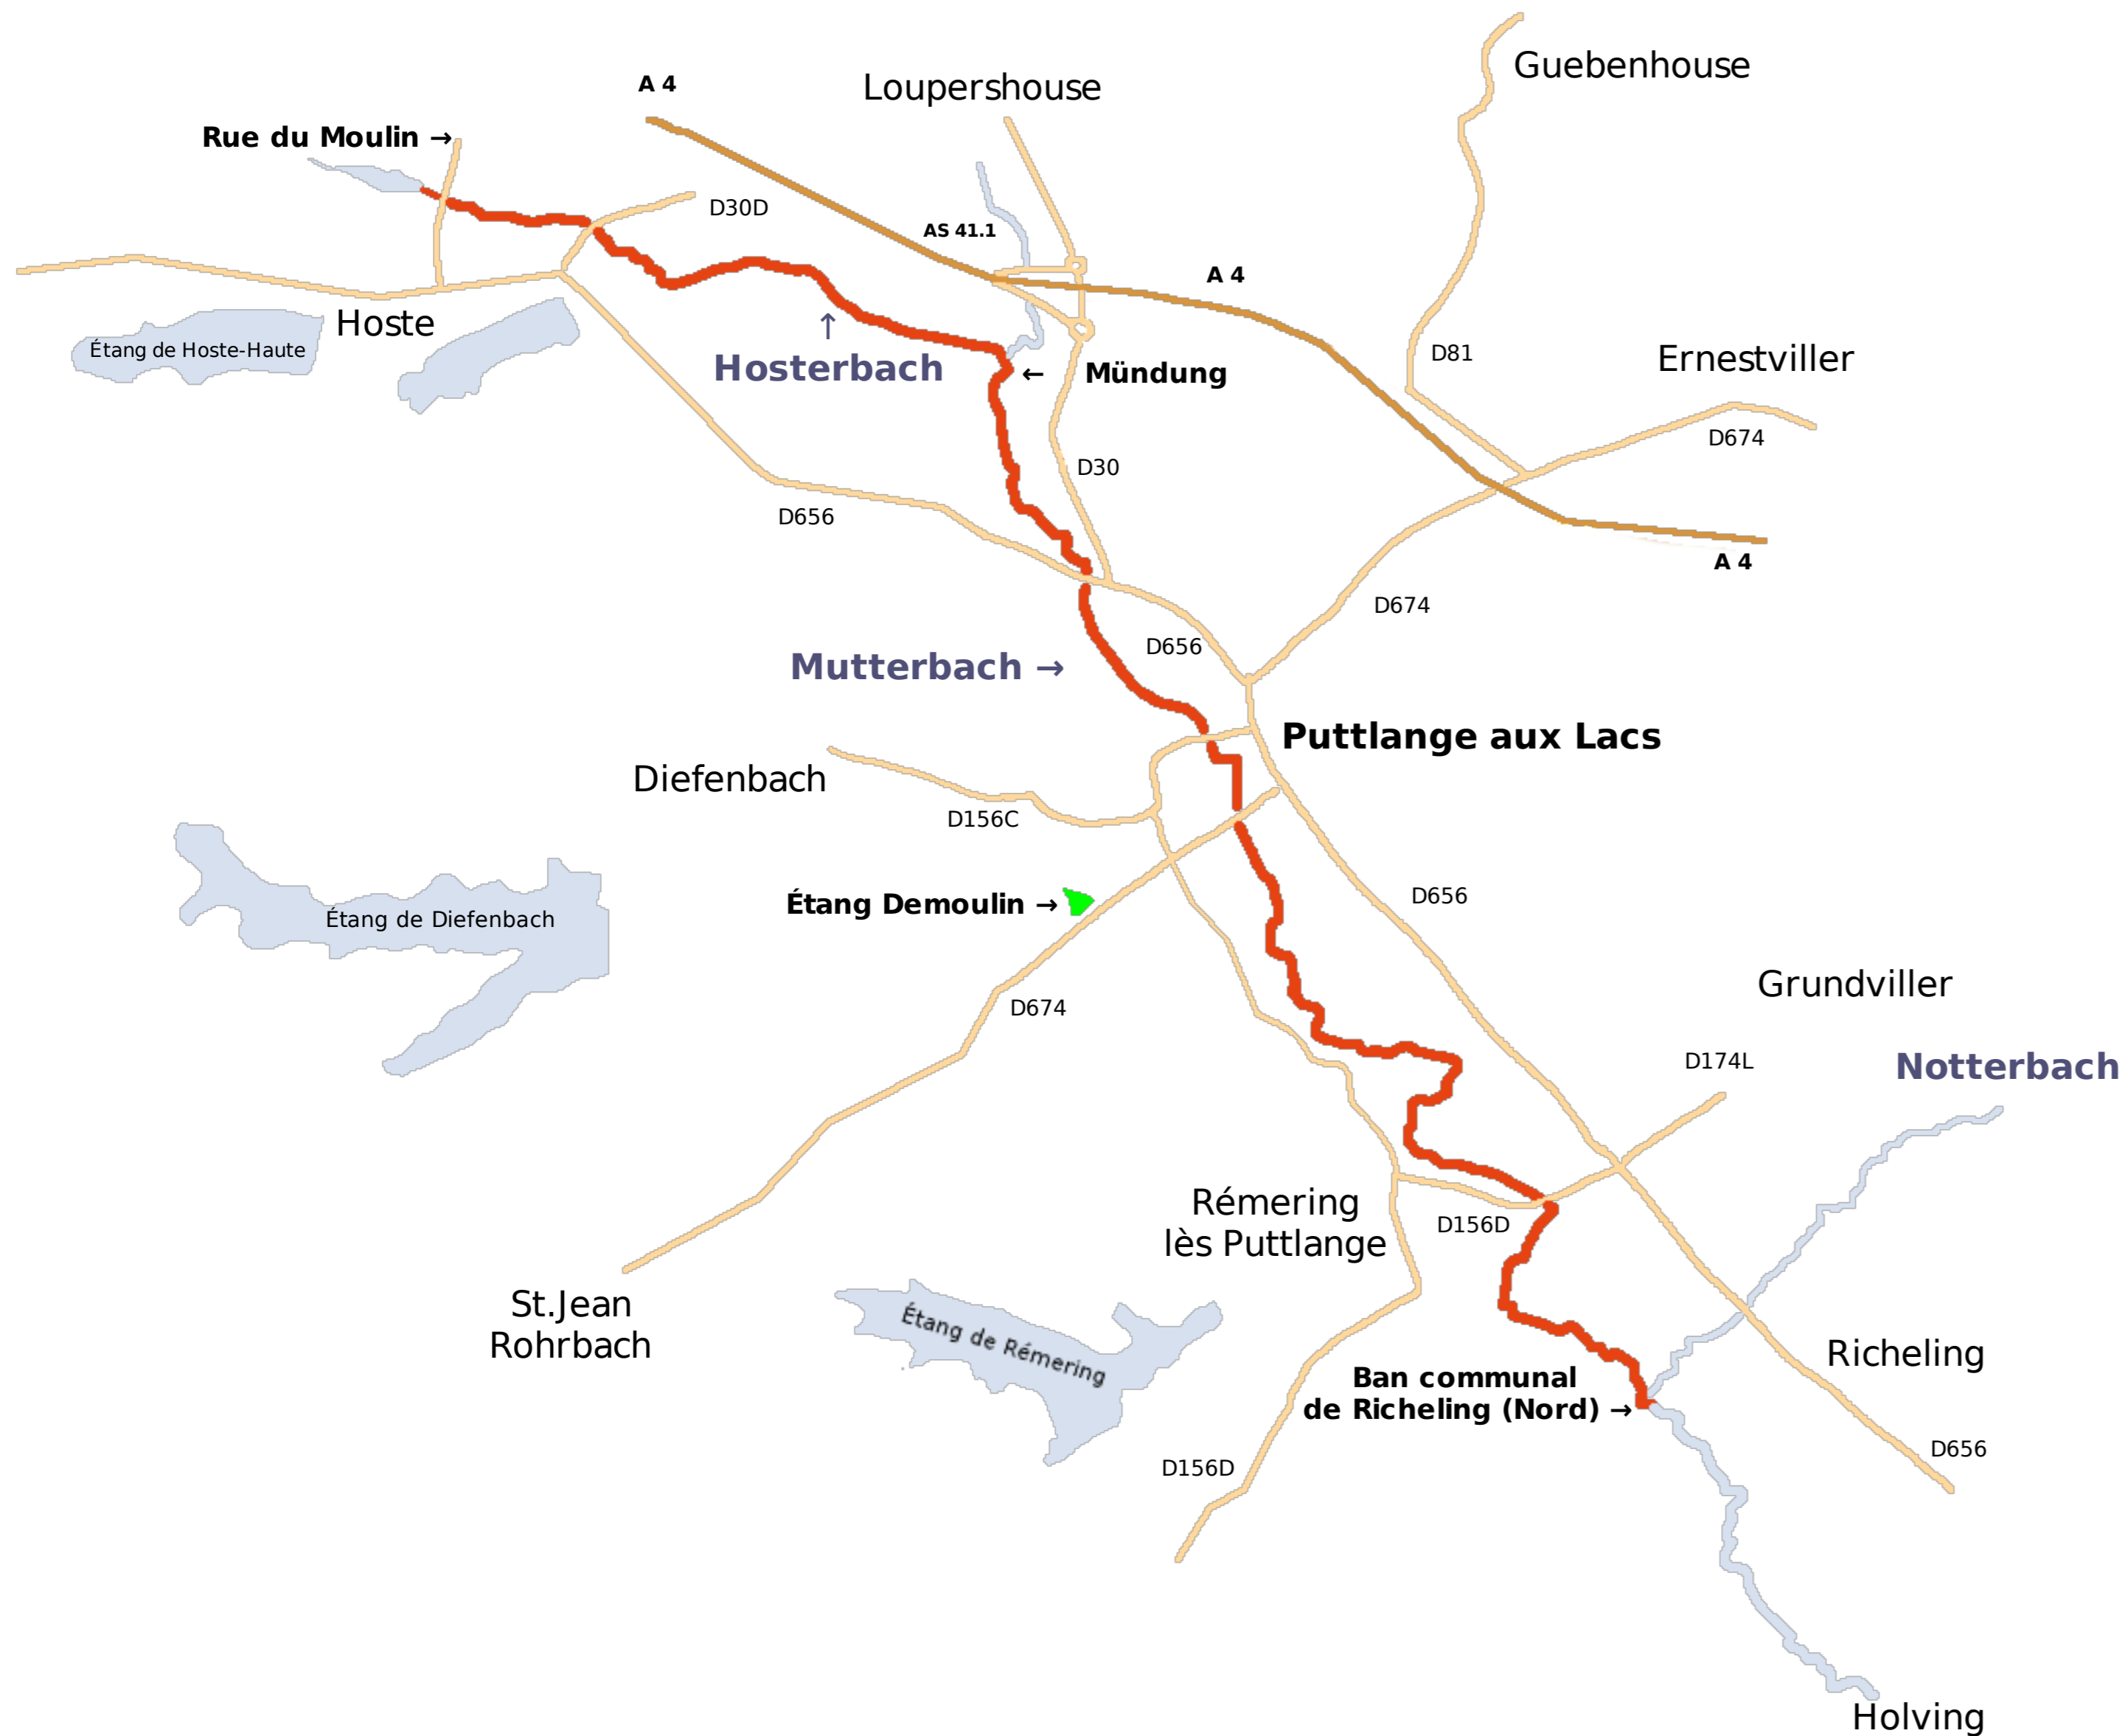 Guebenhouse
A 4
Loupershouse
Rue du Moulin →
D30D
AS 41.1
A 4
Hoste
Étang de Hoste-Haute
↑
Hosterbach
← Mündung
D81
Ernestviller
D674
D30
D656
A 4
D674
D656
Mutterbach →
Puttlange aux Lacs
Diefenbach
D156C
Étang Demoulin →
D656
Étang de Diefenbach
Grundviller
D674
D174L
Notterbach
Rémering
lès Puttlange
D156D
St.Jean
Rohrbach
Étang de Rémering
Richeling
Ban communal
de Richeling (Nord) →
D656
D156D
Holving